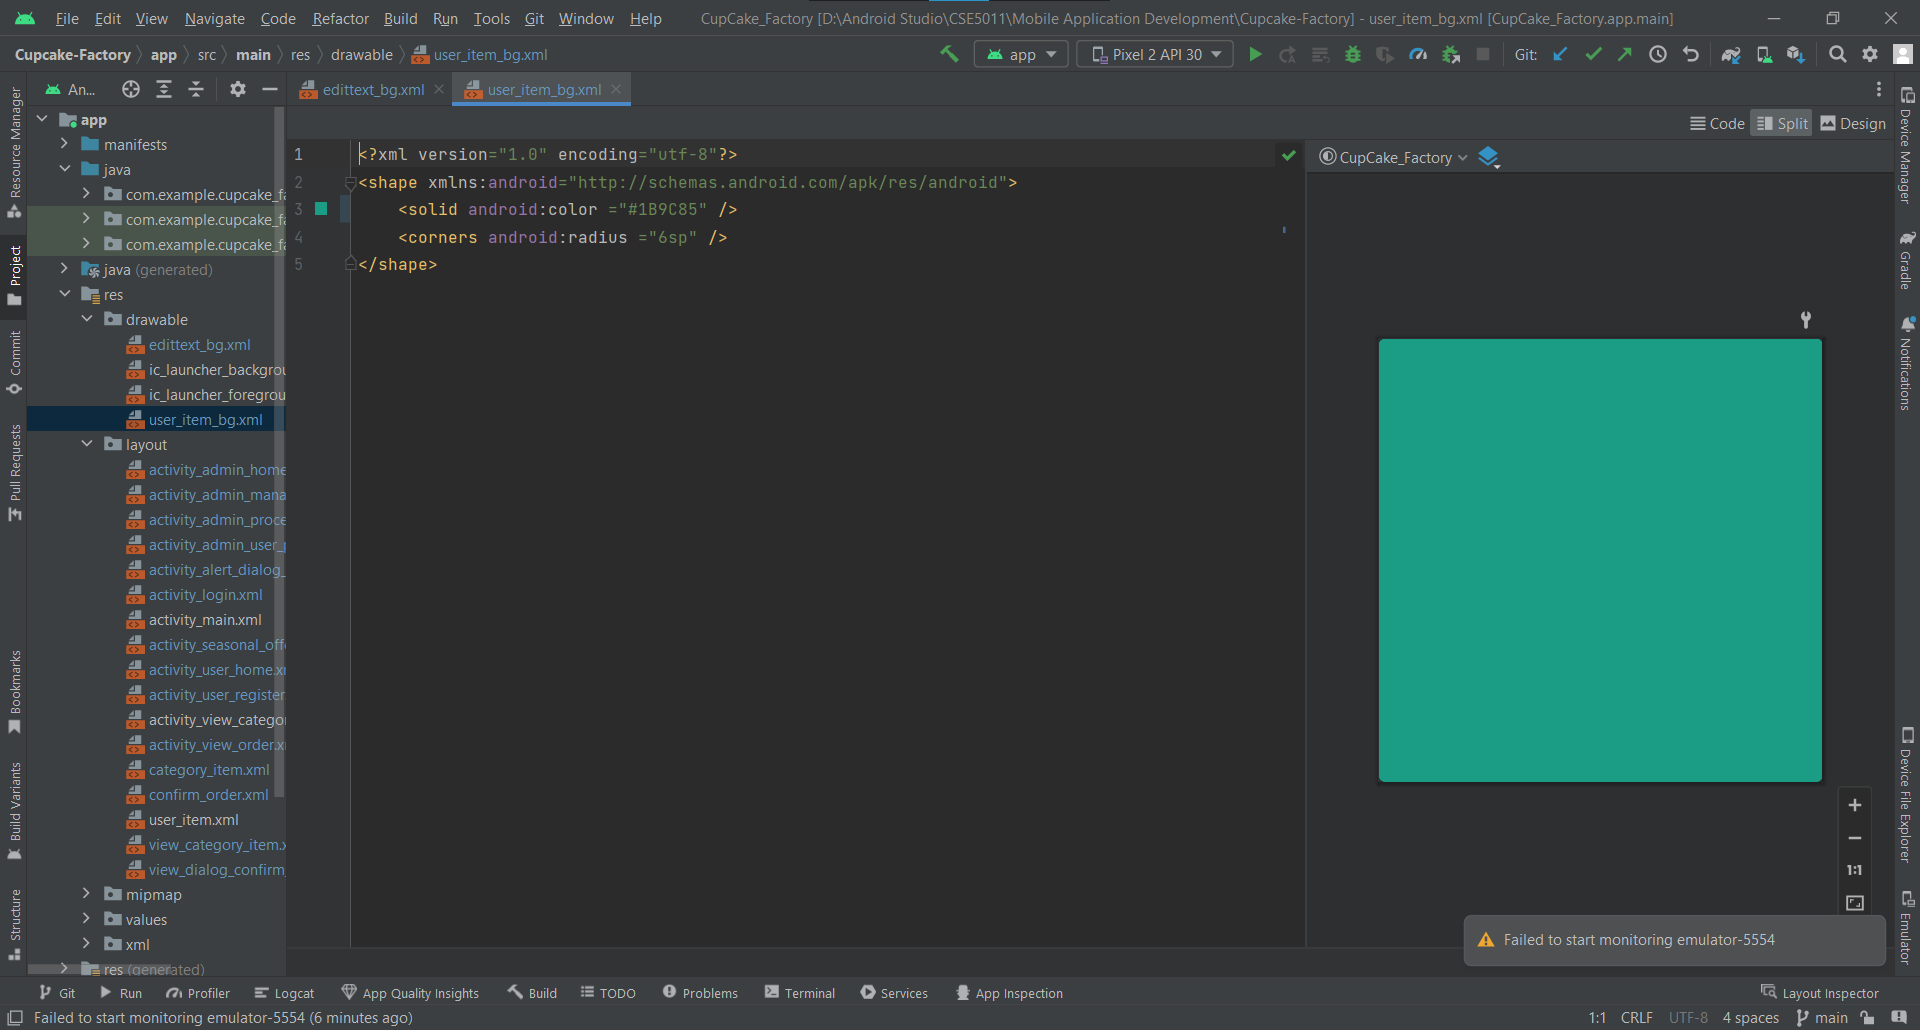 File Edit View Navigate Code Refactor Build Run Tools Git Window Help CupCake_Factory [D:\Android Studio\CSE5011\Mobile Application Development\Cupcake-Factory] - user_item_bg.xml [CupCake_Factory.app.main]
Cupcake-Factory app src main res drawable user_item_bg.xml app Pixel 2 API 30 Git:
An... edittext_bg.xml user_item_bg.xml
Code Split Design
Resource Manager
Project
Commit
Pull Requests
Bookmarks
Build Variants
Structure
app
manifests
java
com.example.cupcake_fa
com.example.cupcake_fa
com.example.cupcake_fa
java (generated)
res
drawable
edittext_bg.xml
ic_launcher_backgrou
ic_launcher_foregrou
user_item_bg.xml
layout
activity_admin_home
activity_admin_mana
activity_admin_proce
activity_admin_user_p
activity_alert_dialog_
activity_login.xml
activity_main.xml
activity_seasonal_offe
activity_user_home.xm
activity_user_register
activity_view_categor
activity_view_order.xm
category_item.xml
confirm_order.xml
user_item.xml
view_category_item.x
view_dialog_confirm_
mipmap
values
xml
res (generated)
1 <?xml version="1.0" encoding="utf-8"?>
2 <shape xmlns:android="http://schemas.android.com/apk/res/android">
3 <solid android:color ="#1B9C85" />
4 <corners android:radius ="6sp" />
5 </shape>
CupCake_Factory
1:1
Failed to start monitoring emulator-5554
Device Manager
Gradle
Notifications
Device File Explorer
Emulator
Git Run Profiler Logcat App Quality Insights Build TODO Problems Terminal Services App Inspection Layout Inspector
Failed to start monitoring emulator-5554 (6 minutes ago) 1:1 CRLF UTF-8 4 spaces main